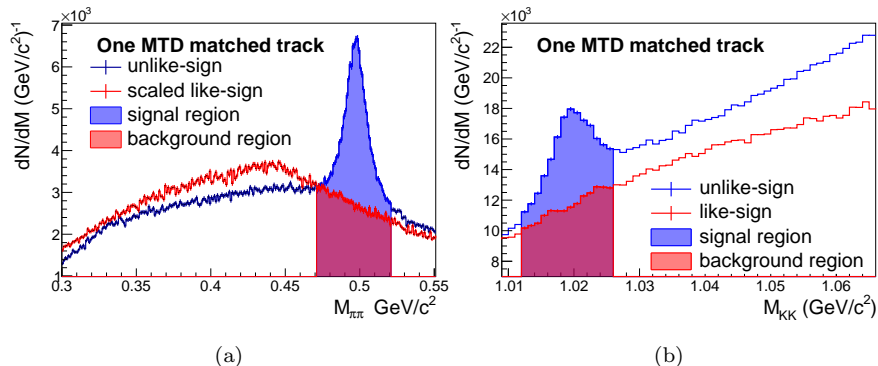 ×10³
7
6
5
4
3
2
1
dN/dM (GeV/c²)⁻¹
One MTD matched track
unlike-sign
scaled like-sign
signal region
background region
0.3 0.35 0.4 0.45 0.5 0.55
M_ππ GeV/c²
(a)
×10³
22
20
18
16
14
12
10
8
dN/dM (GeV/c²)⁻¹
One MTD matched track
unlike-sign
like-sign
signal region
background region
1.01 1.02 1.03 1.04 1.05 1.06
M_KK (GeV/c²)
(b)